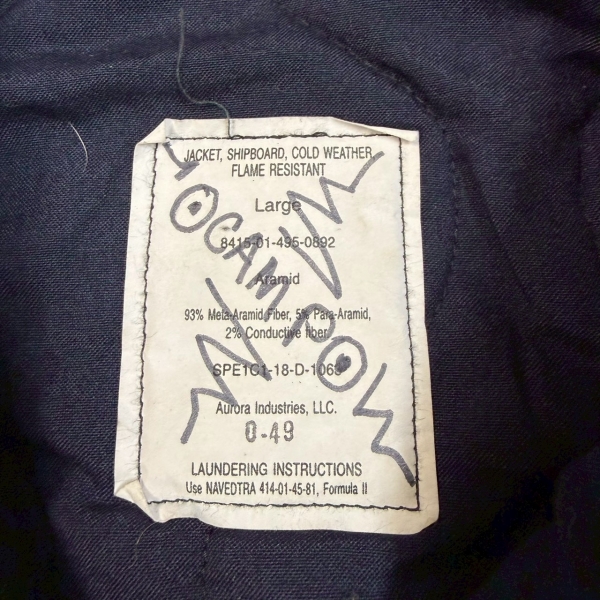 JACKET, SHIPBOARD, COLD WEATHER
FLAME RESISTANT
Large
8415-01-495-0892
Aramid
93% Meta-Aramid Fiber, 5% Para-Aramid,
2% Conductive fiber
SPE1C1-18-D-1063
Aurora Industries, LLC.
0-49
LAUNDERING INSTRUCTIONS
Use NAVEDTRA 414-01-45-81, Formula II
OCAMPO